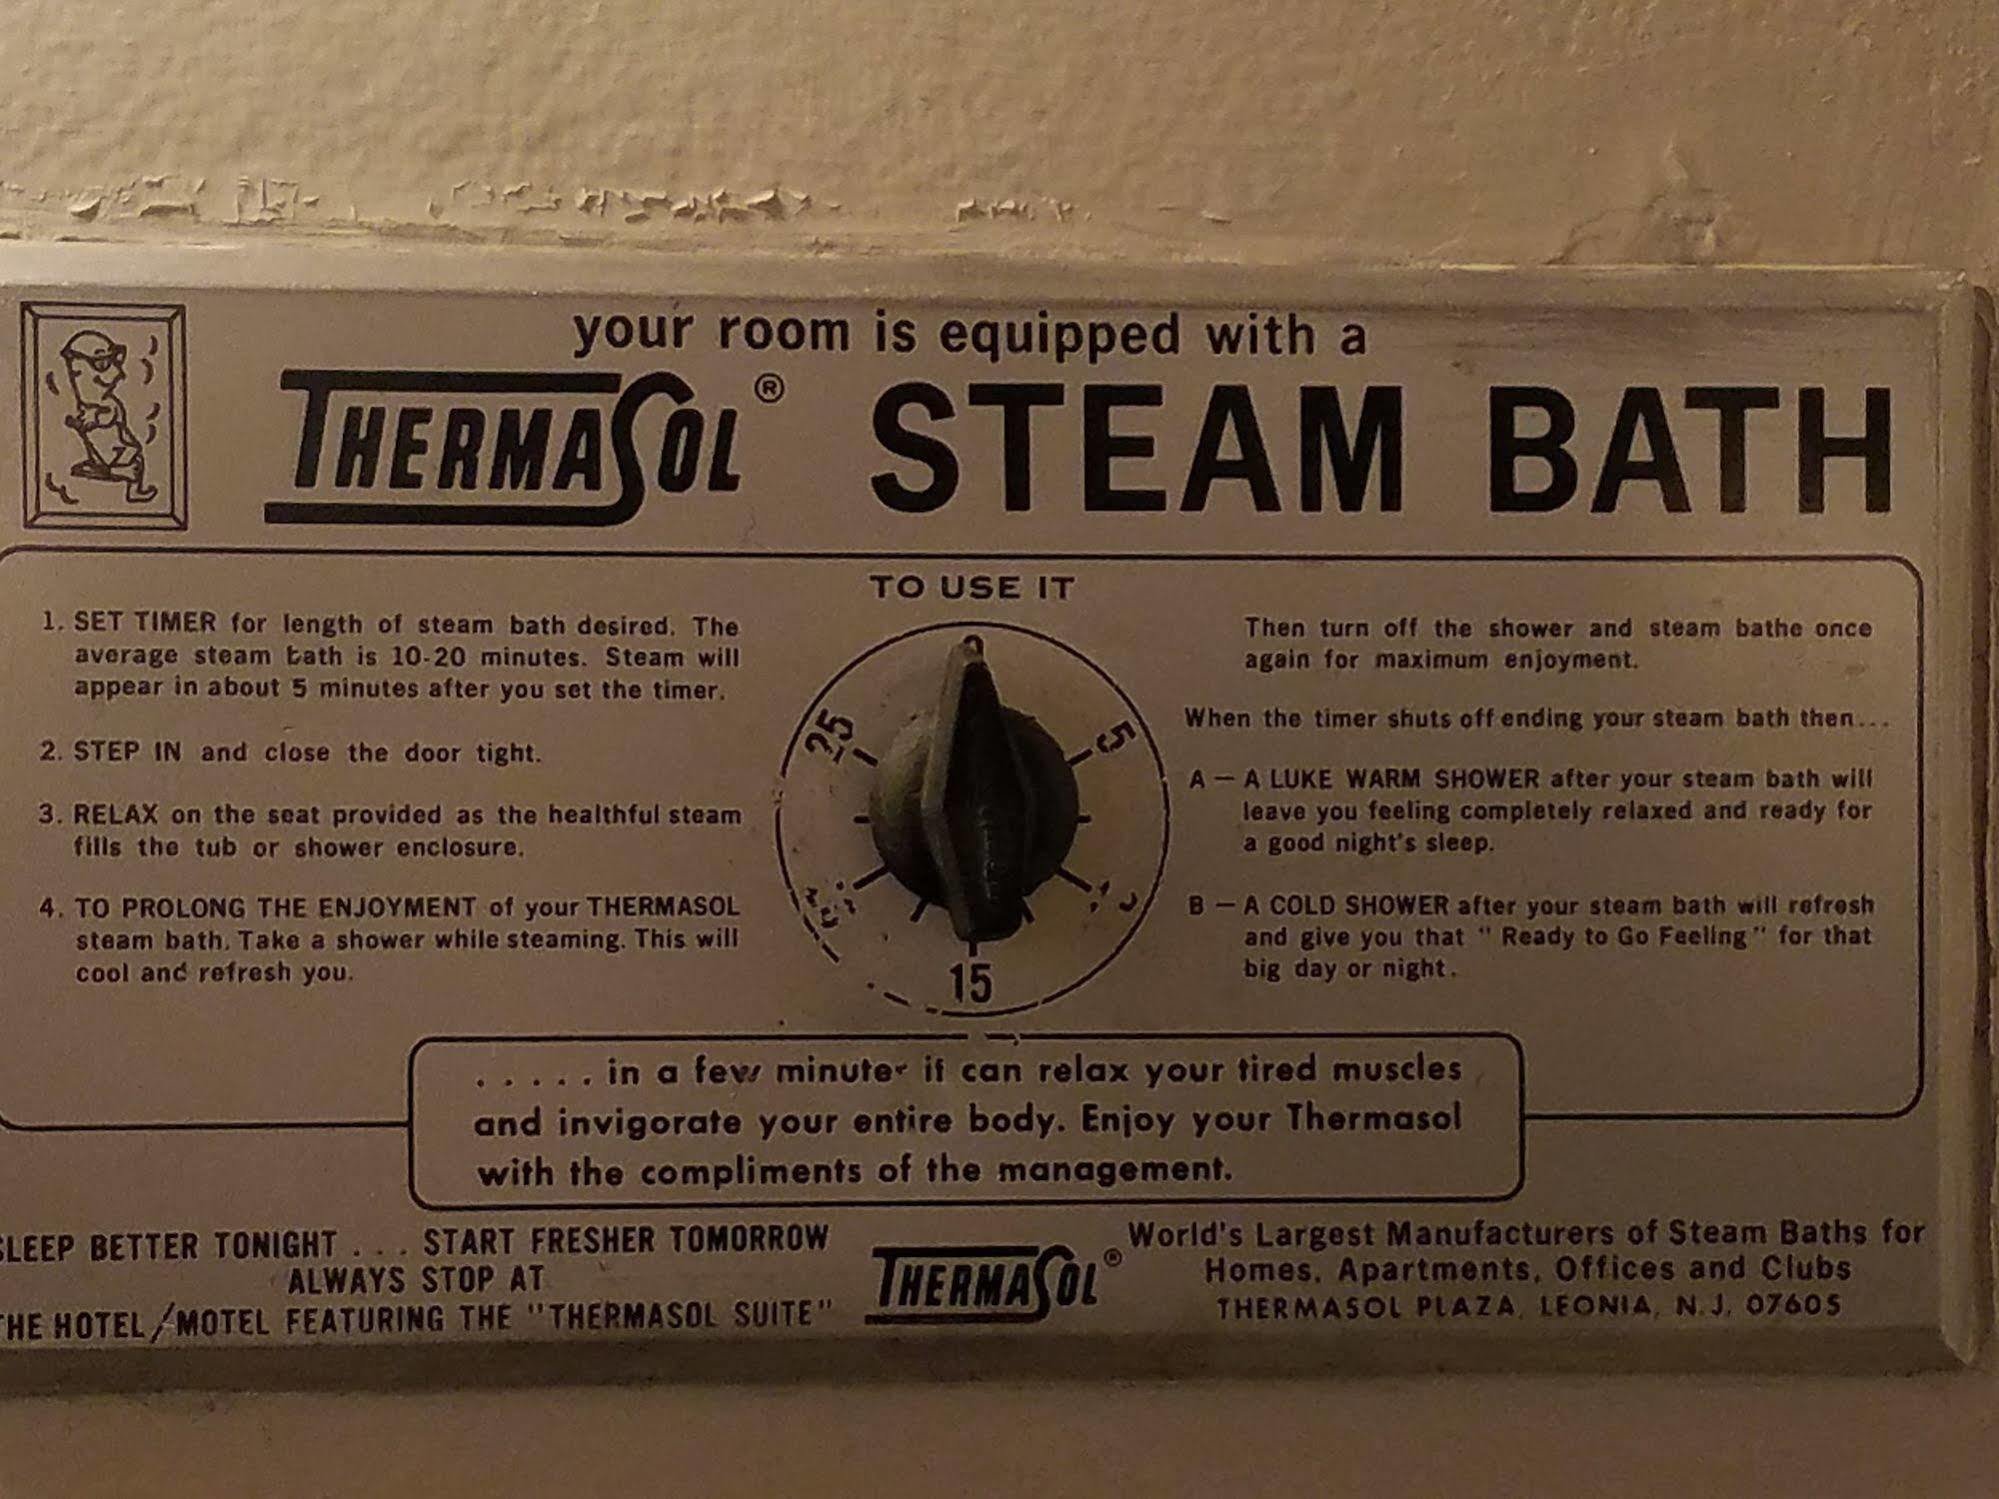 your room is equipped with a
THERMASOL ® STEAM BATH
TO USE IT
1. SET TIMER for length of steam bath desired. The
average steam bath is 10-20 minutes. Steam will
appear in about 5 minutes after you set the timer.
2. STEP IN and close the door tight.
3. RELAX on the seat provided as the healthful steam
fills the tub or shower enclosure.
4. TO PROLONG THE ENJOYMENT of your THERMASOL
steam bath. Take a shower while steaming. This will
cool and refresh you.
25
5
15
Then turn off the shower and steam bathe once
again for maximum enjoyment.
When the timer shuts off ending your steam bath then...
A — A LUKE WARM SHOWER after your steam bath will
leave you feeling completely relaxed and ready for
a good night's sleep.
B — A COLD SHOWER after your steam bath will refresh
and give you that "Ready to Go Feeling" for that
big day or night.
. . . . . in a few minutes it can relax your tired muscles
and invigorate your entire body. Enjoy your Thermasol
with the compliments of the management.
SLEEP BETTER TONIGHT . . . START FRESHER TOMORROW
ALWAYS STOP AT
THE HOTEL/MOTEL FEATURING THE "THERMASOL SUITE"
THERMASOL ®
World's Largest Manufacturers of Steam Baths for
Homes, Apartments, Offices and Clubs
THERMASOL PLAZA, LEONIA, N.J. 07605